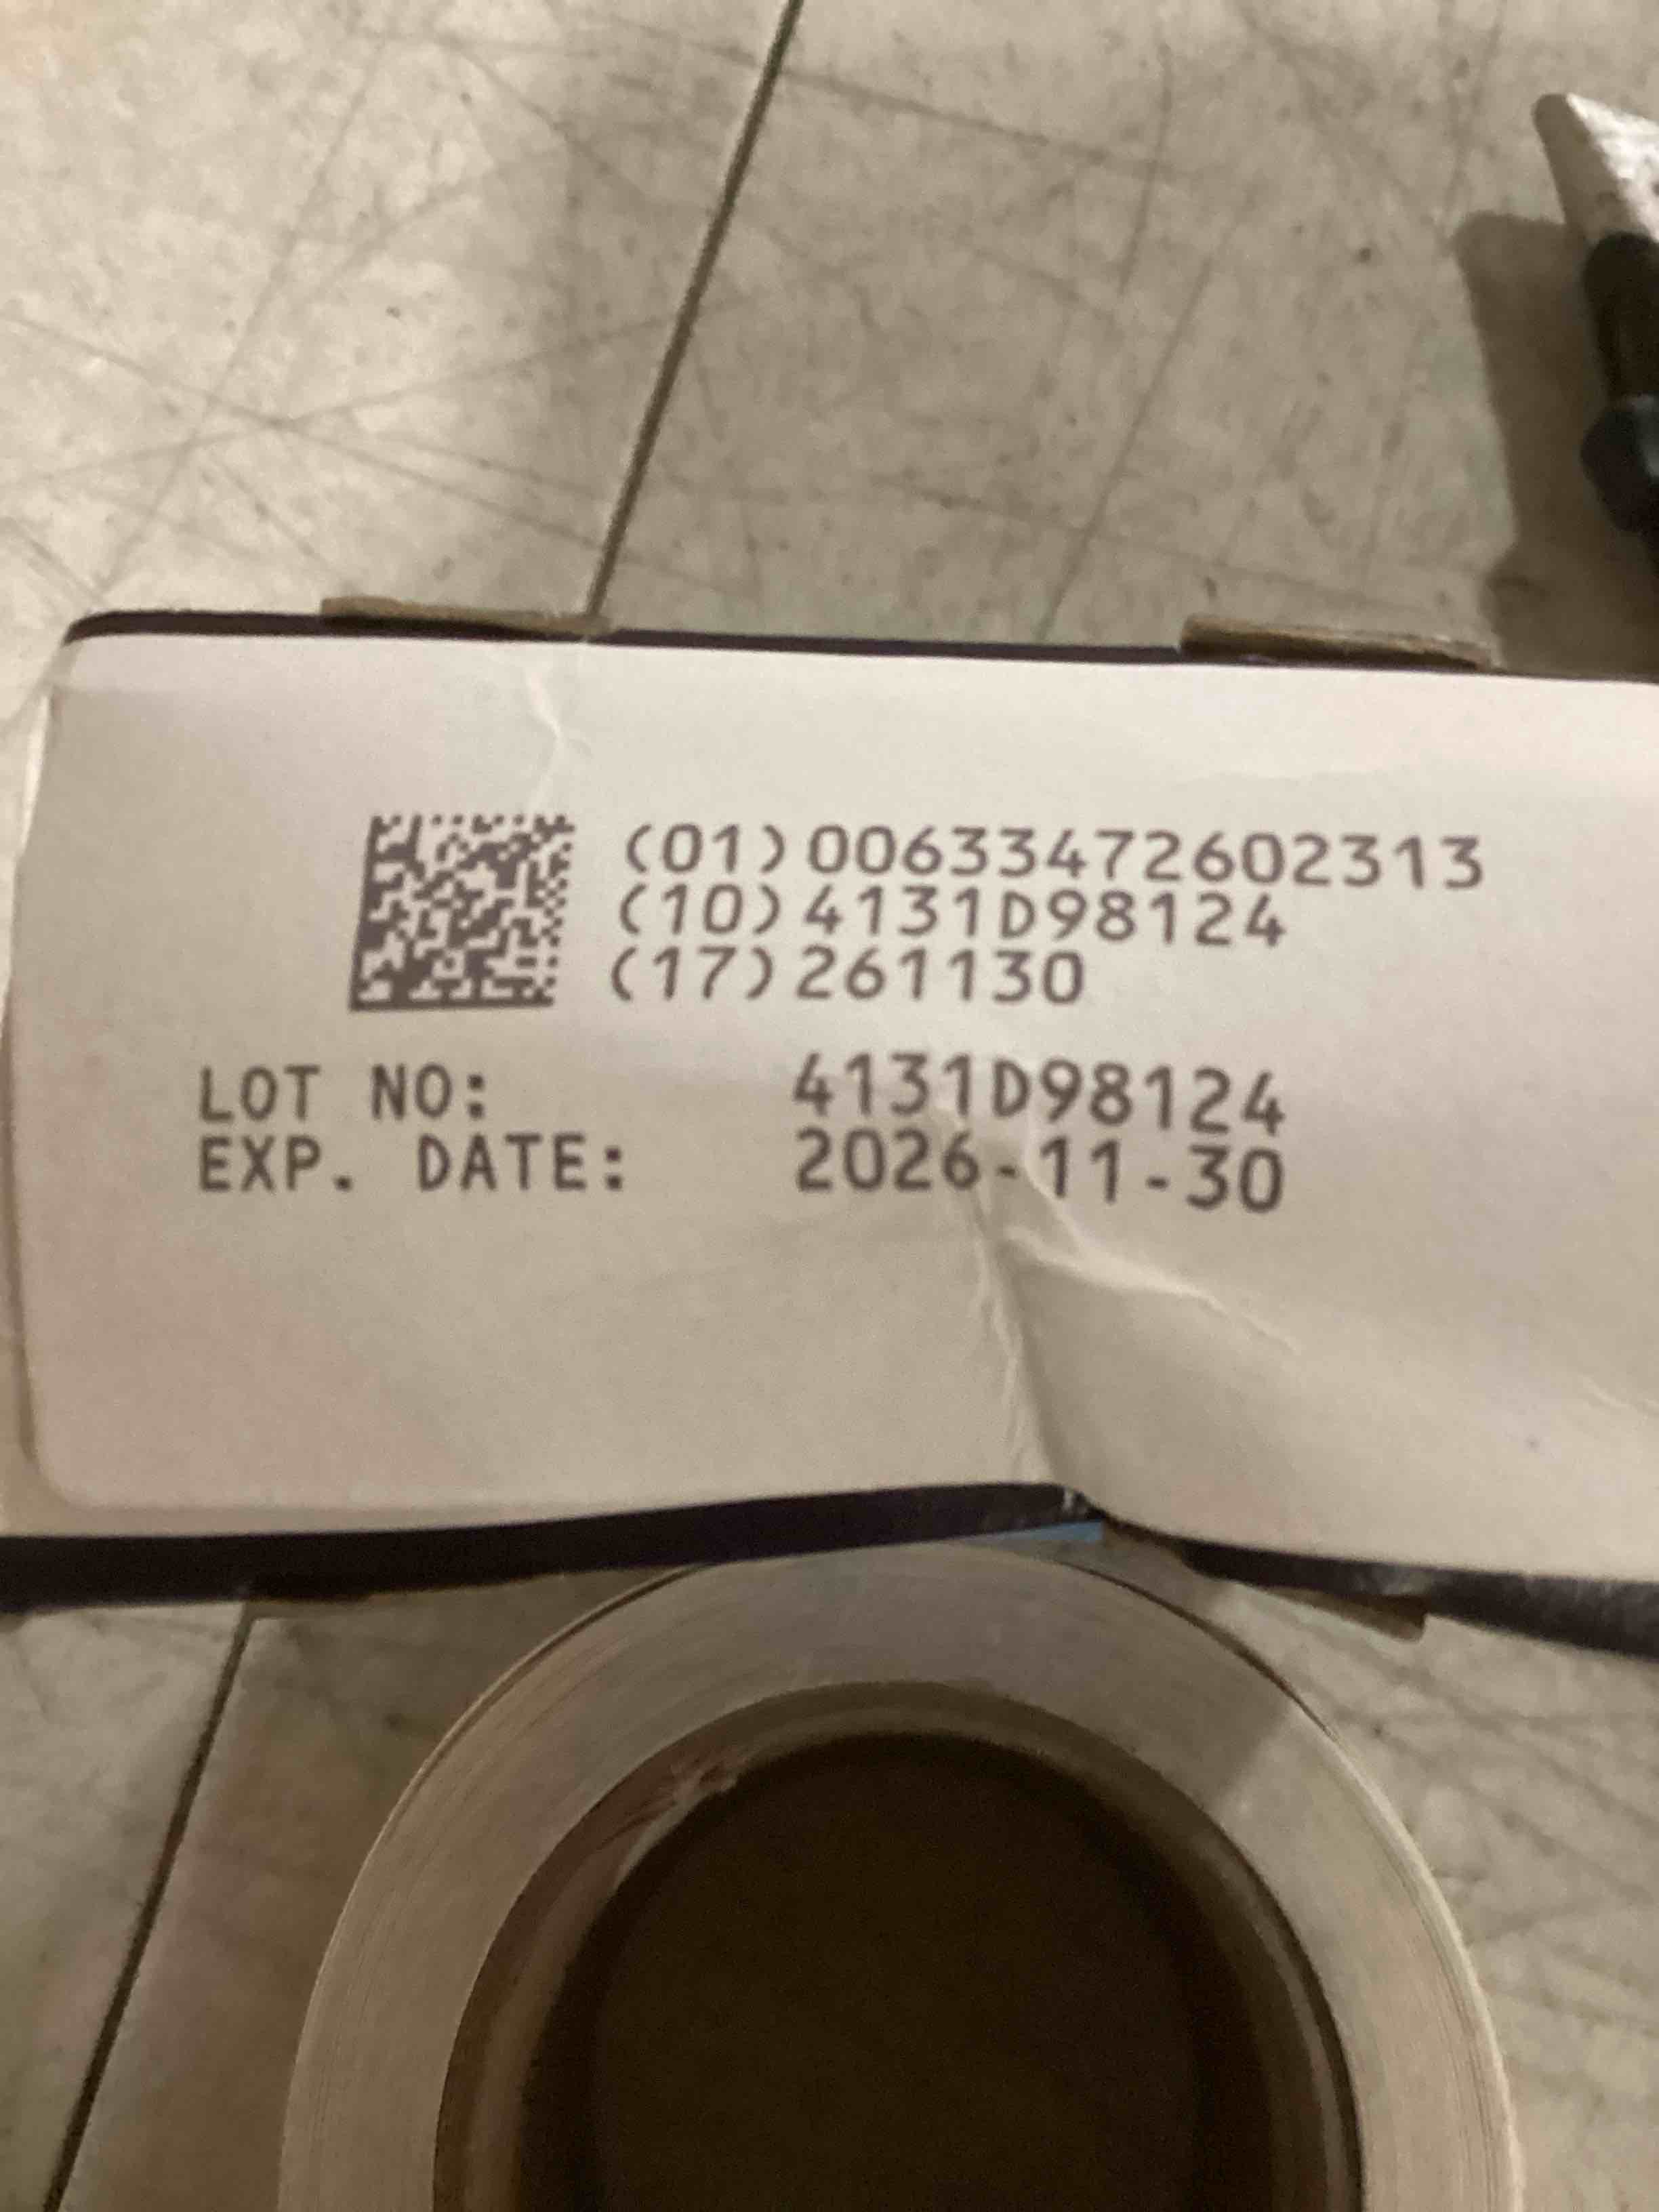 (01)00633472602313
(10)4131D98124
(17)261130
LOT NO: 4131D98124
EXP. DATE: 2026-11-30